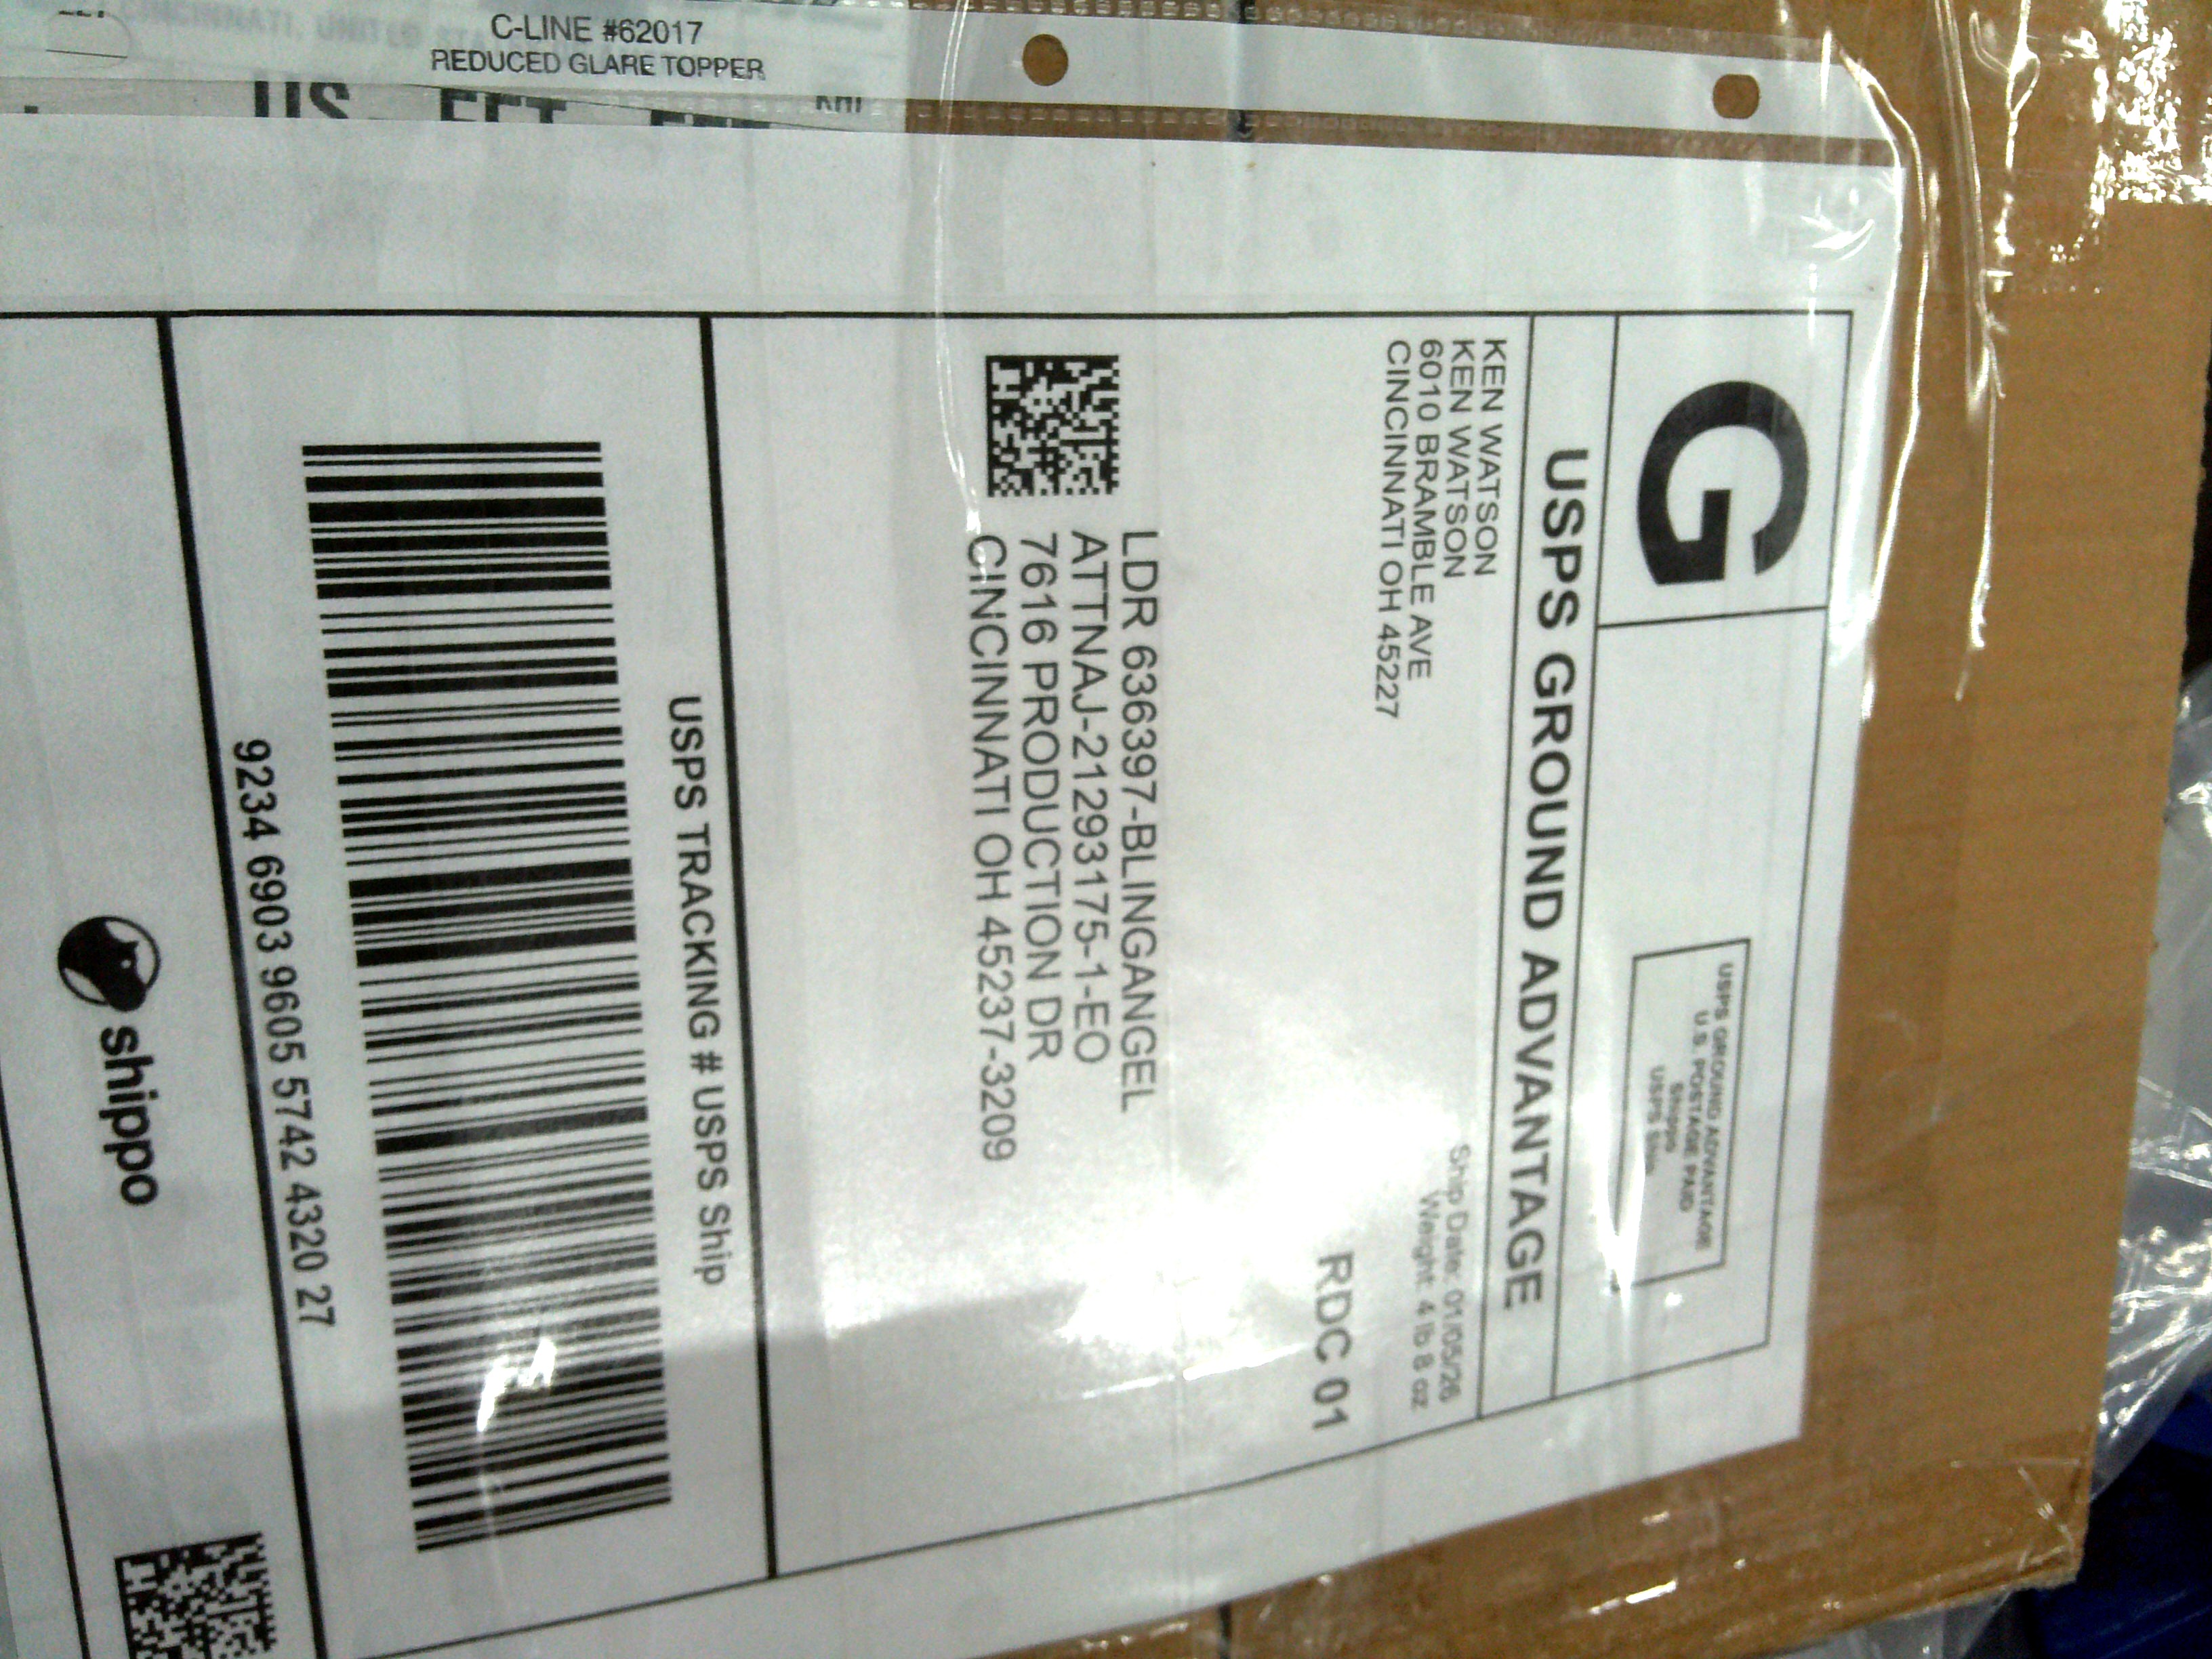 C-LINE #62017
REDUCED GLARE TOPPER
G
USPS GROUND ADVANTAGE
U.S. POSTAGE PAID
Shippo
USPS Ship
USPS GROUND ADVANTAGE
KEN WATSON
KEN WATSON
6010 BRAMBLE AVE
CINCINNATI OH 45227
Ship Date: 01/05/26
Weight: 4 lb 8 oz
RDC 01
LDR 636397-BLINGANGEL
ATTNAJ-21293175-1-EO
7616 PRODUCTION DR
CINCINNATI OH 45237-3209
USPS TRACKING # USPS Ship
9234 6903 9605 5742 4320 27
shippo